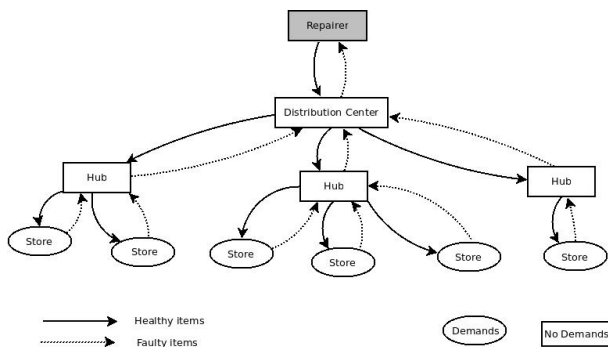 Repairer
Distribution Center
Hub
Hub
Hub
Store
Store
Store
Store
Store
Store
Healthy items
Faulty items
Demands
No Demands